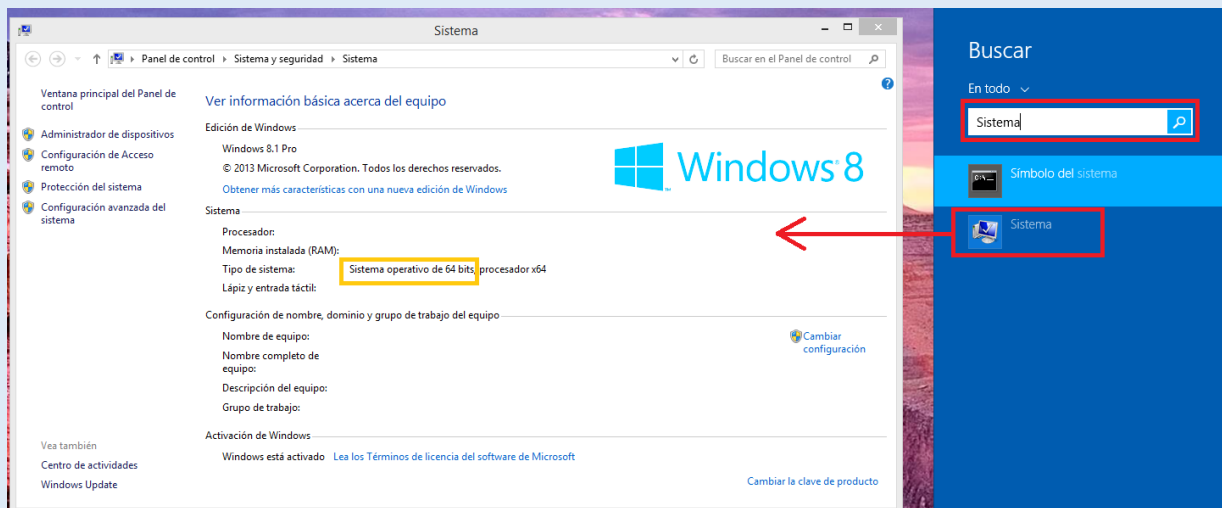 Sistema
Panel de control ▸ Sistema y seguridad ▸ Sistema
Buscar en el Panel de control
Ventana principal del Panel de
control
Administrador de dispositivos
Configuración de Acceso
remoto
Protección del sistema
Configuración avanzada del
sistema
Vea también
Centro de actividades
Windows Update
Ver información básica acerca del equipo
Edición de Windows
Windows 8.1 Pro
© 2013 Microsoft Corporation. Todos los derechos reservados.
Obtener más características con una nueva edición de Windows
Windows 8
Sistema
Procesador:
Memoria instalada (RAM):
Tipo de sistema: Sistema operativo de 64 bits, procesador x64
Lápiz y entrada táctil:
Configuración de nombre, dominio y grupo de trabajo del equipo
Nombre de equipo:
Nombre completo de
equipo:
Descripción del equipo:
Grupo de trabajo:
Cambiar
configuración
Activación de Windows
Windows está activado Lea los Términos de licencia del software de Microsoft
Cambiar la clave de producto
Buscar
En todo
Sistema
C:\_
Símbolo del sistema
Sistema